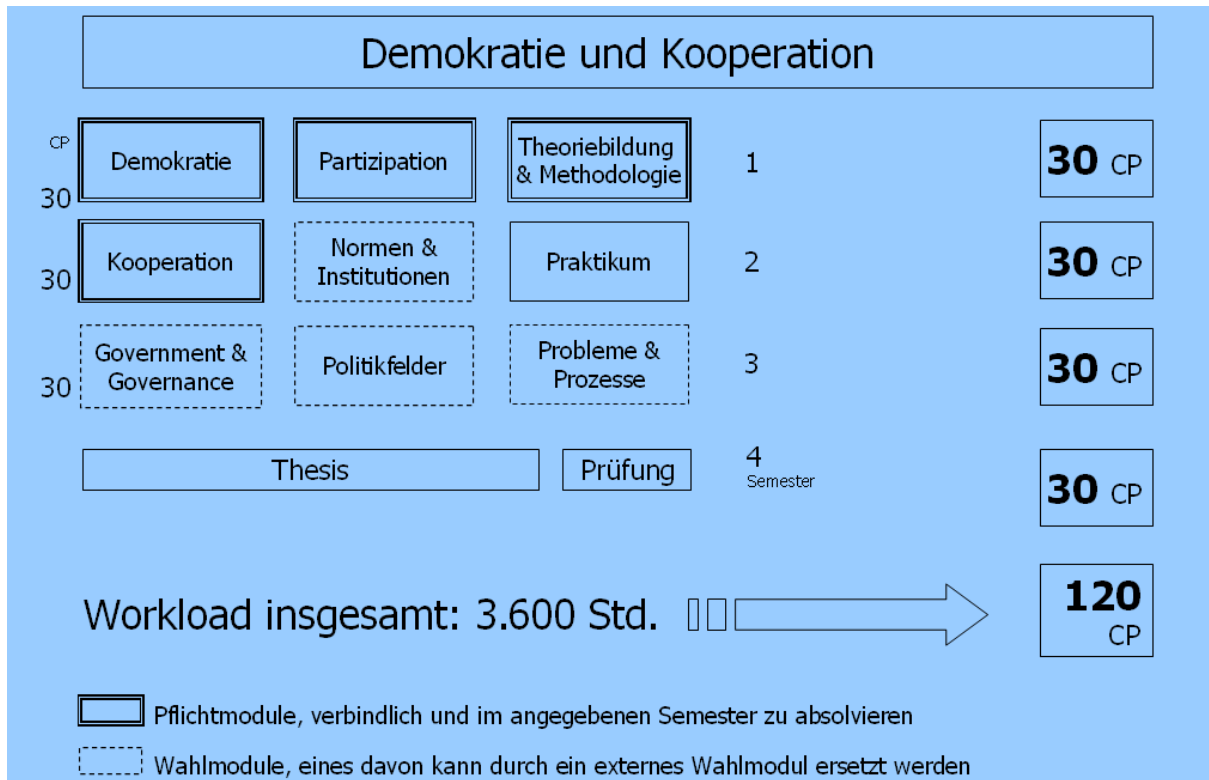 Demokratie und Kooperation
CP
30
Demokratie
Partizipation
Theoriebildung
& Methodologie
1
30 CP
30
Kooperation
Normen &
Institutionen
Praktikum
2
30 CP
30
Government &
Governance
Politikfelder
Probleme &
Prozesse
3
30 CP
Thesis
Prüfung
4
Semester
30 CP
Workload insgesamt: 3.600 Std.
120
CP
Pflichtmodule, verbindlich und im angegebenen Semester zu absolvieren
Wahlmodule, eines davon kann durch ein externes Wahlmodul ersetzt werden